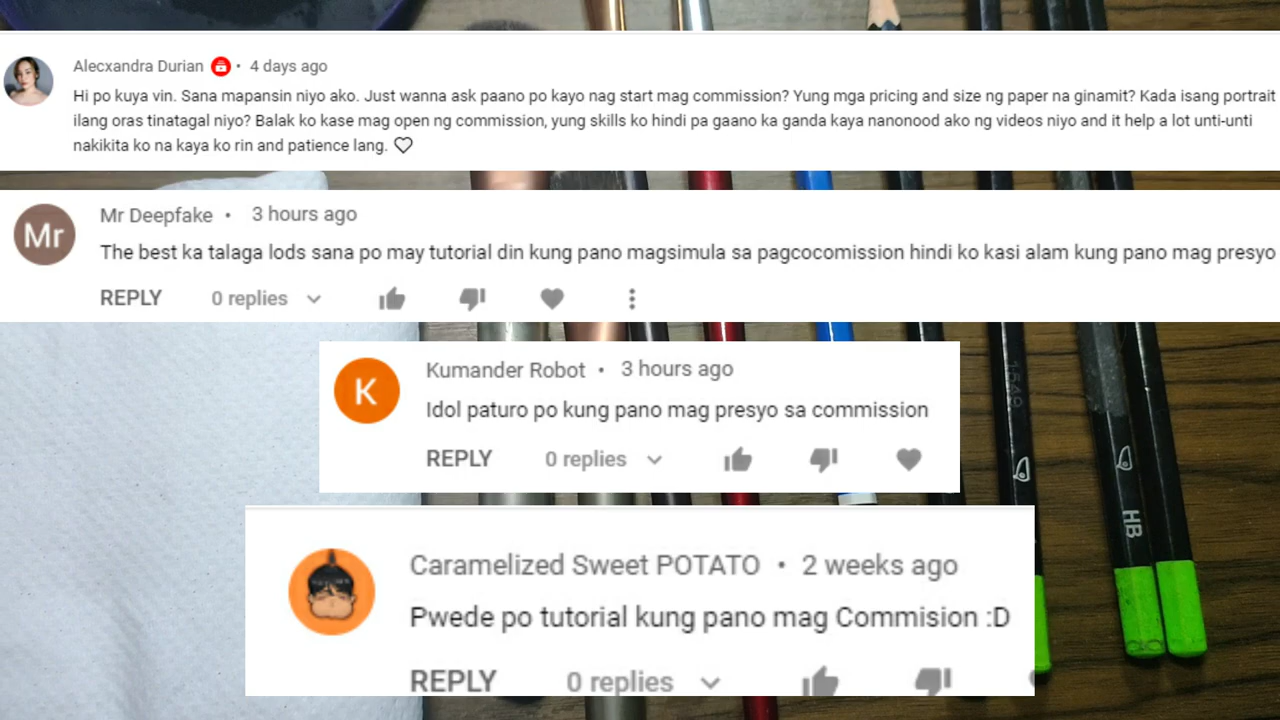 Alecxandra Durian • 4 days ago
Hi po kuya vin. Sana mapansin niyo ako. Just wanna ask paano po kayo nag start mag commission? Yung mga pricing and size ng paper na ginamit? Kada isang portrait
ilang oras tinatagal niyo? Balak ko kase mag open ng commission, yung skills ko hindi pa gaano ka ganda kaya nanonood ako ng videos niyo and it help a lot unti-unti
nakikita ko na kaya ko rin and patience lang. ♡
Mr
Mr Deepfake • 3 hours ago
The best ka talaga lods sana po may tutorial din kung pano magsimula sa pagcocomission hindi ko kasi alam kung pano mag presyo
REPLY 0 replies
K
Kumander Robot • 3 hours ago
Idol paturo po kung pano mag presyo sa commission
REPLY 0 replies
Caramelized Sweet POTATO • 2 weeks ago
Pwede po tutorial kung pano mag Commision :D
REPLY 0 replies
HB